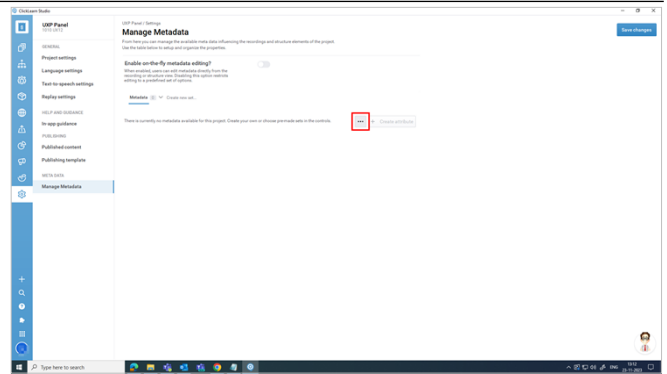 ClickLearn Studio
UXP Panel
1010 UX12
GENERAL
Project settings
Language settings
Text-to-speech settings
Replay settings
HELP AND GUIDANCE
In-app guidance
PUBLISHING
Published content
Publishing template
META DATA
Manage Metadata
UXP Panel / Settings
Manage Metadata
Save changes
From here you can manage the available meta data influencing the recordings and structure elements of the project.
Use the table below to setup and organize the properties.
Enable on-the-fly metadata editing?
When enabled, users can edit metadata directly from the
recording or structure view. Disabling this option restricts
editing to a predefined set of options.
Metadata
Create new set...
There is currently no metadata available for this project. Create your own or choose premade sets in the controls.
+ Create attribute
Type here to search
ENG